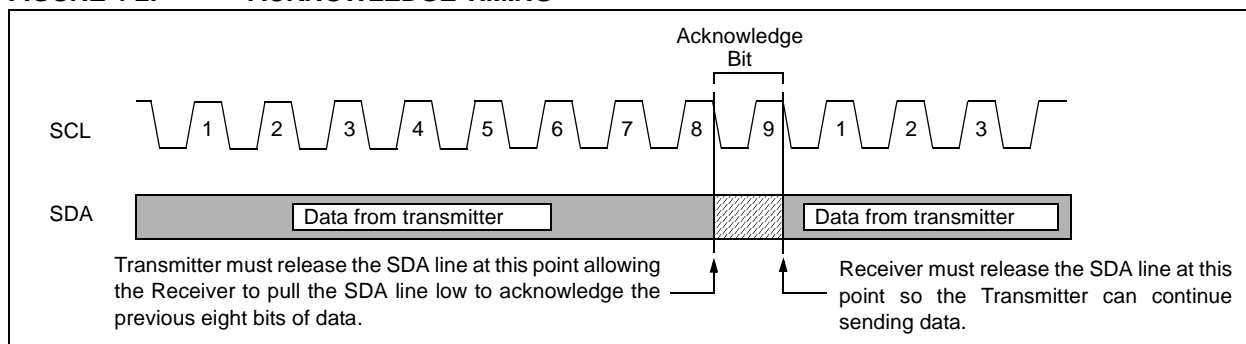 Acknowledge
Bit
SCL
1 2 3 4 5 6 7 8 9 1 2 3
SDA
Data from transmitter
Data from transmitter
Transmitter must release the SDA line at this point allowing
the Receiver to pull the SDA line low to acknowledge the
previous eight bits of data.
Receiver must release the SDA line at this
point so the Transmitter can continue
sending data.